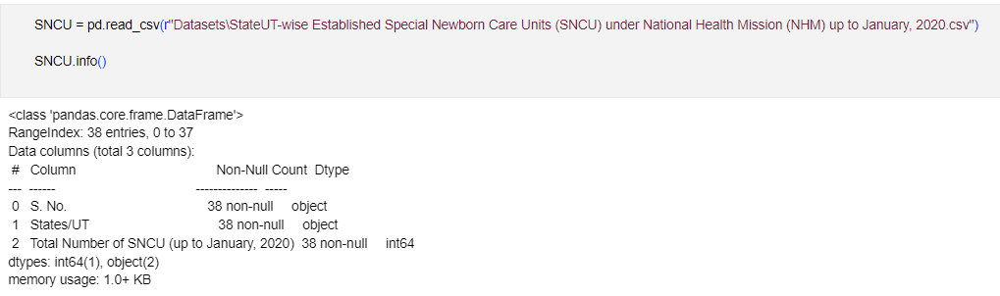 SNCU = pd.read_csv(r"Datasets\StateUT-wise Established Special Newborn Care Units (SNCU) under National Health Mission (NHM) up to January, 2020.csv")
SNCU.info()
<class 'pandas.core.frame.DataFrame'>
RangeIndex: 38 entries, 0 to 37
Data columns (total 3 columns):
# Column Non-Null Count Dtype
--- ------ -------------- -----
0 S. No. 38 non-null object
1 States/UT 38 non-null object
2 Total Number of SNCU (up to January, 2020) 38 non-null int64
dtypes: int64(1), object(2)
memory usage: 1.0+ KB